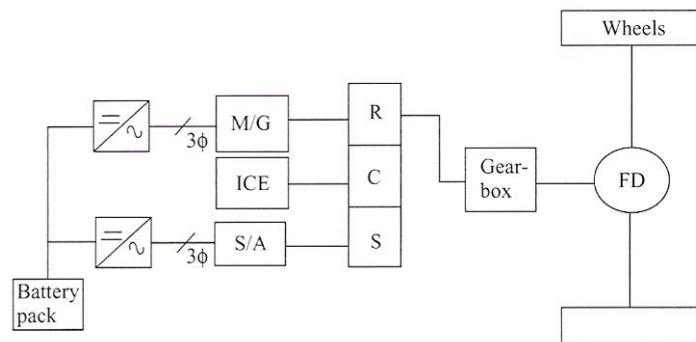 Wheels
M/G
R
3ϕ
ICE
C
Gear-
box
FD
S/A
S
3ϕ
Battery
pack